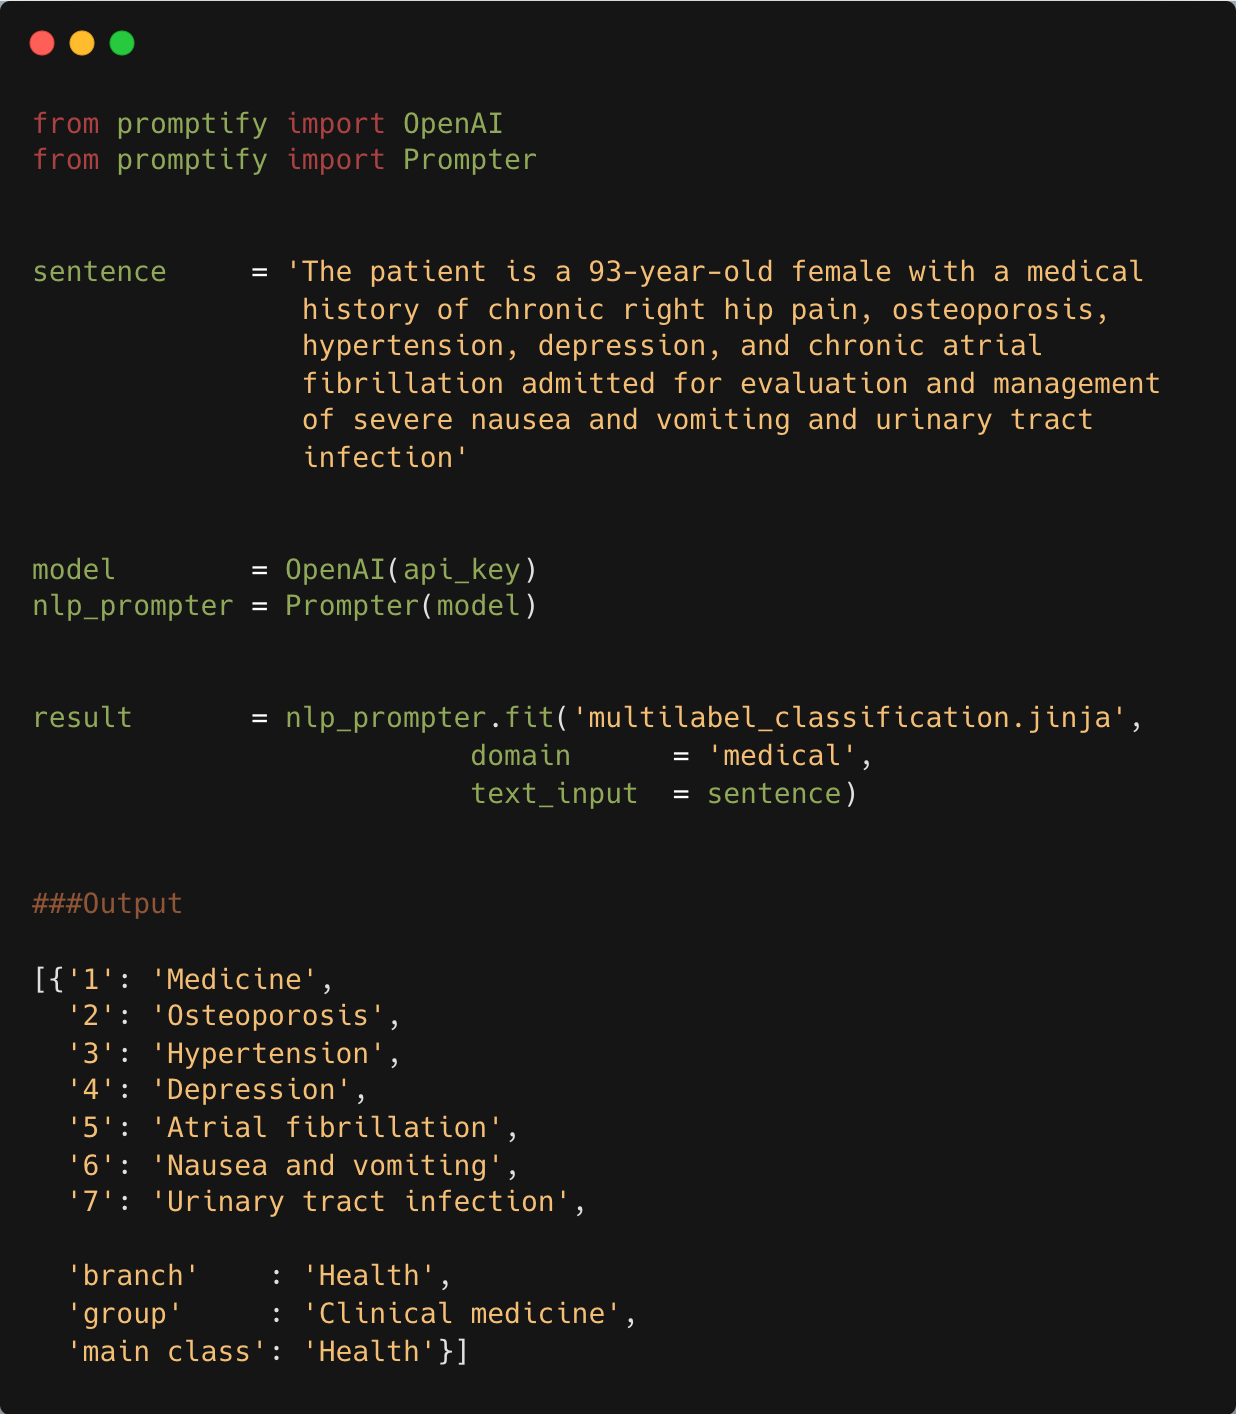 from promptify import OpenAI
from promptify import Prompter
sentence     = 'The patient is a 93-year-old female with a medical
                history of chronic right hip pain, osteoporosis,
                hypertension, depression, and chronic atrial
                fibrillation admitted for evaluation and management
                of severe nausea and vomiting and urinary tract
                infection'
model        = OpenAI(api_key)
nlp_prompter = Prompter(model)
result       = nlp_prompter.fit('multilabel_classification.jinja',
                          domain      = 'medical',
                          text_input  = sentence)
###Output
[{'1': 'Medicine',
  '2': 'Osteoporosis',
  '3': 'Hypertension',
  '4': 'Depression',
  '5': 'Atrial fibrillation',
  '6': 'Nausea and vomiting',
  '7': 'Urinary tract infection',
  'branch'    : 'Health',
  'group'     : 'Clinical medicine',
  'main class': 'Health'}]